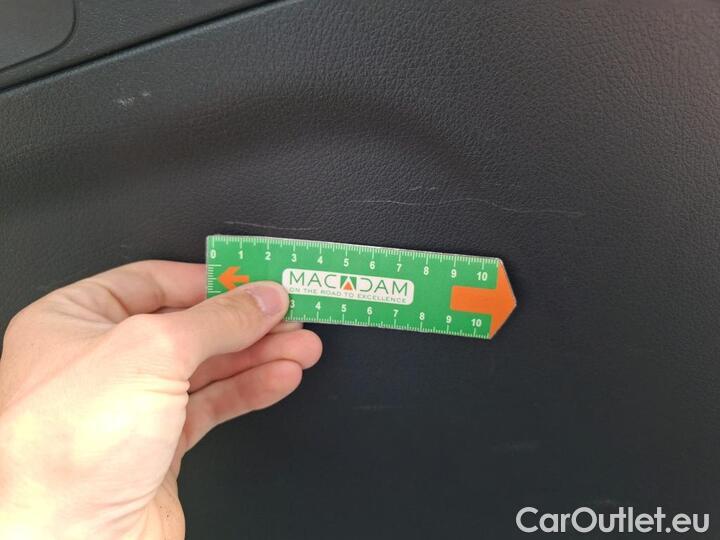 0 1 2 3 4 5 6 7 8 9 10
MACADAM
ON THE ROAD TO EXCELLENCE
3 4 5 6 7 8 9 10
CarOutlet.eu